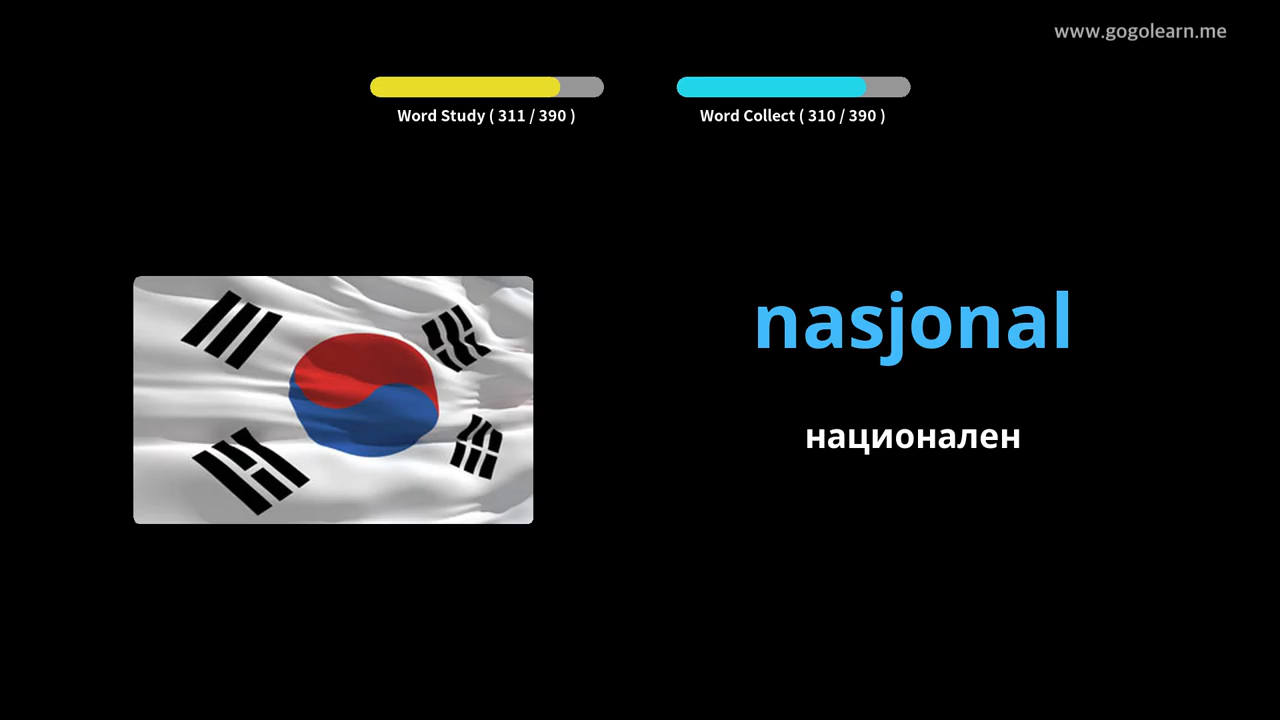 www.gogolearn.me
Word Study ( 311 / 390 )
Word Collect ( 310 / 390 )
nasjonal
национален